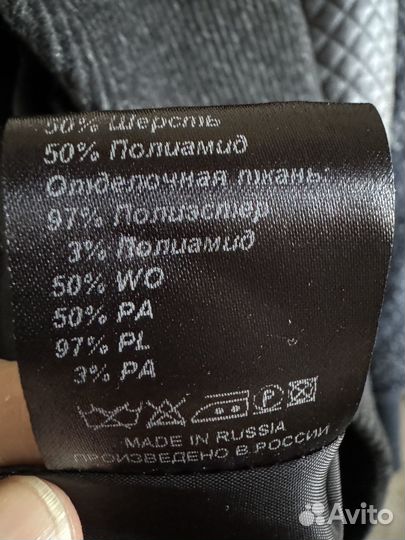 50% Шерсть
50% Полиамид
Отделочная ткань:
97% Полиэстер
3% Полиамид
50% WO
50% PA
97% PL
3% PA
P
MADE IN RUSSIA
ПРОИЗВЕДЕНО В РОССИИ
Avito